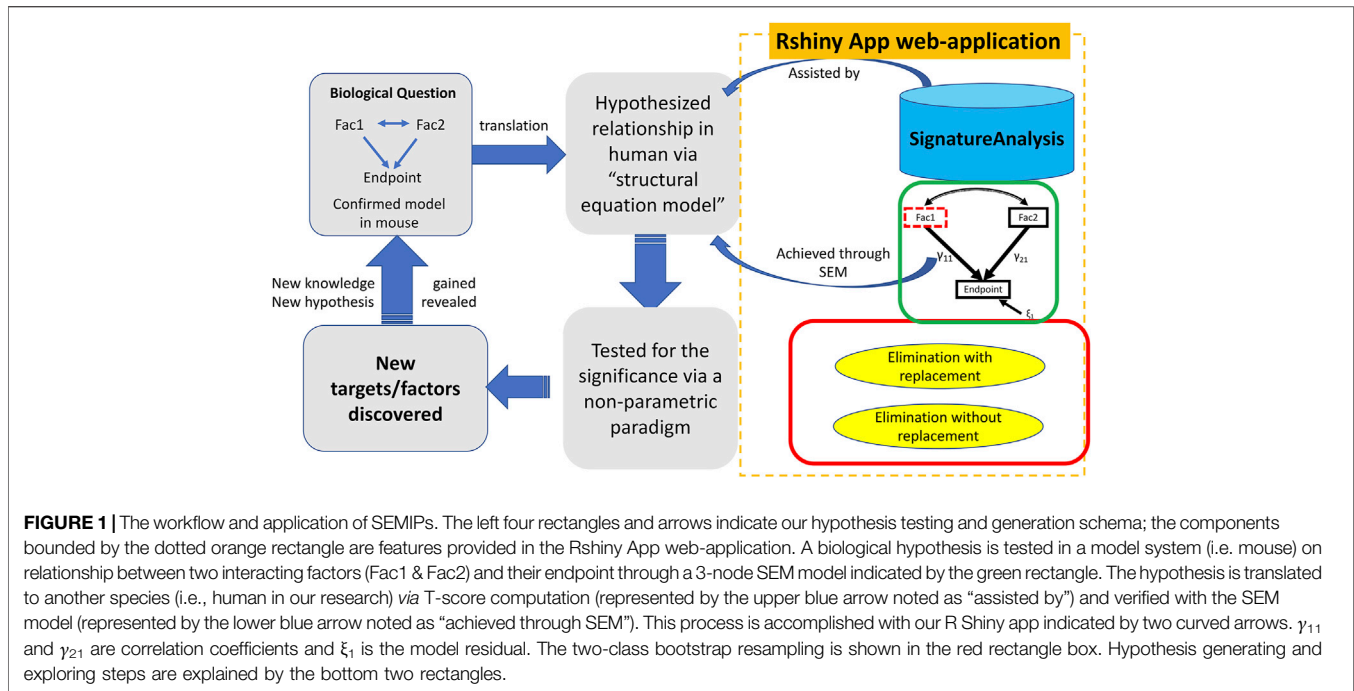 Rshiny App web-application
Assisted by
SignatureAnalysis
Biological Question
Fac1
Fac2
Endpoint
Confirmed model
in mouse
translation
Hypothesized
relationship in
human via
“structural
equation model”
Fac1
Fac2
γ11
γ21
Endpoint
ξ1
Achieved through
SEM
New knowledge gained
New hypothesis revealed
New
targets/factors
discovered
Tested for the
significance via a
non-parametric
paradigm
Elimination with
replacement
Elimination without
replacement
FIGURE 1 | The workflow and application of SEMIPs. The left four rectangles and arrows indicate our hypothesis testing and generation schema; the components
bounded by the dotted orange rectangle are features provided in the Rshiny App web-application. A biological hypothesis is tested in a model system (i.e. mouse) on
relationship between two interacting factors (Fac1 & Fac2) and their endpoint through a 3-node SEM model indicated by the green rectangle. The hypothesis is translated
to another species (i.e., human in our research) via T-score computation (represented by the upper blue arrow noted as “assisted by”) and verified with the SEM
model (represented by the lower blue arrow noted as “achieved through SEM”). This process is accomplished with our R Shiny app indicated by two curved arrows. γ11
and γ21 are correlation coefficients and ξ1 is the model residual. The two-class bootstrap resampling is shown in the red rectangle box. Hypothesis generating and
exploring steps are explained by the bottom two rectangles.